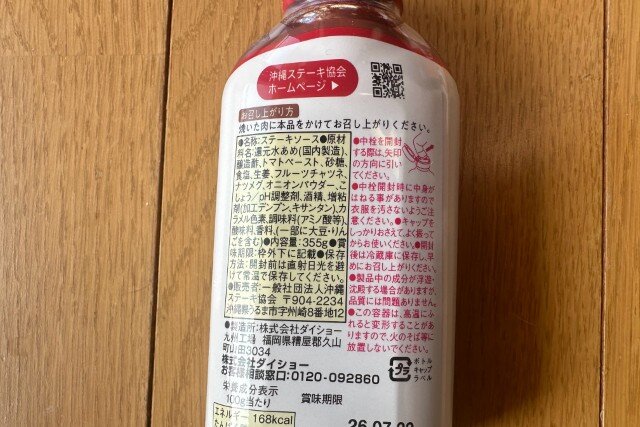 沖縄ステーキ協会
ホームページ ▶
お召し上がり方
焼いた肉に本品をかけてお召し上がりください。
●名称:ステーキソース●原材
料名:還元水あめ(国内製造)、
醸造酢、トマトペースト、砂糖、
食塩、生姜、フルーツチャツネ、
ナツメグ、オニオンパウダー、こ
しょう/pH調整剤、酒精、増粘
剤(加工デンプン、キサンタン)、カ
ラメル色素、調味料(アミノ酸等)、
酸味料、香料、(一部に大豆・りん
ごを含む)●内容量:355g●賞
味期限:枠外下に記載●保存
方法:開封前は直射日光を避
けて常温で保存してください。
●販売者:一般社団法人沖縄
ステーキ協会 〒904-2234
沖縄県うるま市字州崎8番地12
●製造所:株式会社ダイショー
九州工場 福岡県糟屋郡久山
町山田3034
株式会社ダイショー
お客様相談窓口:0120-092860
●中栓を開封
する際は、矢印
の方向に引い
てください。
●中栓開封時に中身が
はねる事がありますので
衣服を汚さないようご注
意ください。●キャップを
しっかりおさえて、よく振って
からお使いください。●開封
後は冷蔵庫に保存し、早
めにお召し上がりください。
●製品中の成分が浮遊・
沈殿する場合がありますが
品質には問題ありません。
●この容器は、高温にふ
れると変形することがあ
りますので、火のそば等に
放置しないでください。
プラ
ボトル
キャップ
ラベル
栄養成分表示
100g当たり
賞味期限
エネルギー 168kcal
26.07